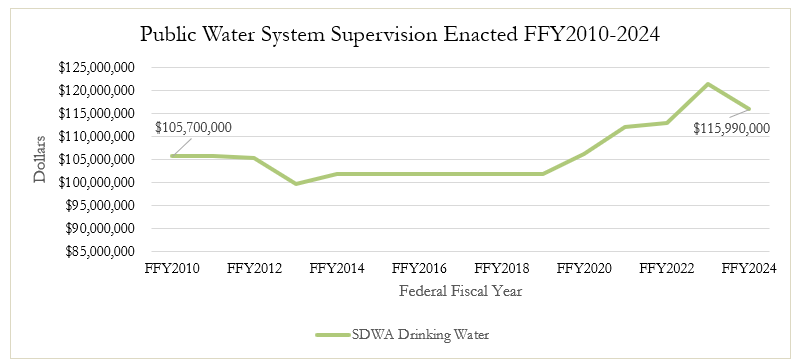 Public Water System Supervision Enacted FFY2010-2024
$125,000,000
$120,000,000
$115,000,000
$110,000,000
$105,000,000
$100,000,000
$95,000,000
$90,000,000
$85,000,000
Dollars
$105,700,000
$115,990,000
FFY2010 FFY2012 FFY2014 FFY2016 FFY2018 FFY2020 FFY2022 FFY2024
Federal Fiscal Year
SDWA Drinking Water